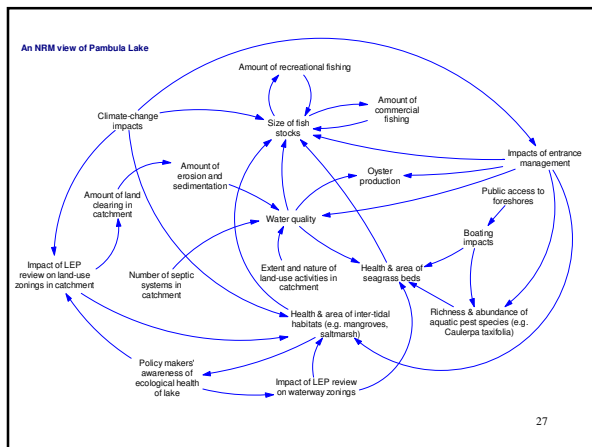 An NRM view of Pambula Lake
Amount of recreational fishing
Climate-change
impacts
Size of fish
stocks
Amount of
commercial
fishing
Impacts of entrance
management
Amount of
erosion and
sedimentation
Oyster
production
Public access to
foreshores
Amount of land
clearing in
catchment
Water quality
Boating
impacts
Impact of LEP
review on land-use
zonings in catchment
Number of septic
systems in
catchment
Extent and nature of
land-use activities in
catchment
Health & area of
seagrass beds
Health & area of inter-tidal
habitats (e.g. mangroves,
saltmarsh)
Richness & abundance of
aquatic pest species (e.g.
Caulerpa taxifolia)
Policy makers'
awareness of
ecological health
of lake
Impact of LEP review
on waterway zonings
27